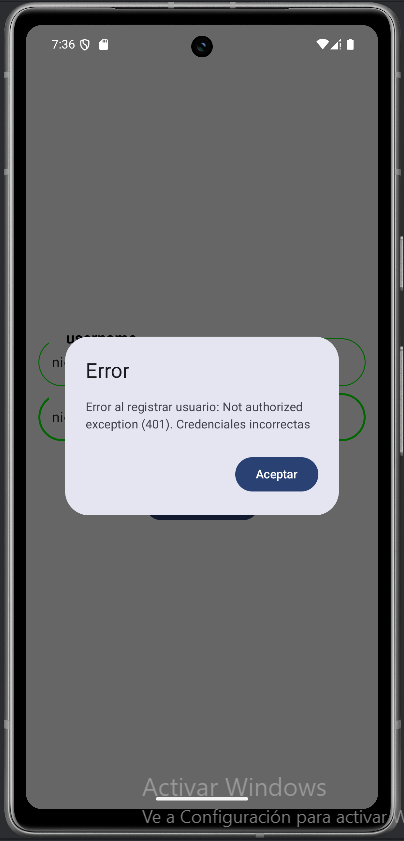 7:36
username
ni
Error
Error al registrar usuario: Not authorized
exception (401). Credenciales incorrectas
ni
Aceptar
Activar Windows
Ve a Configuración para activar W